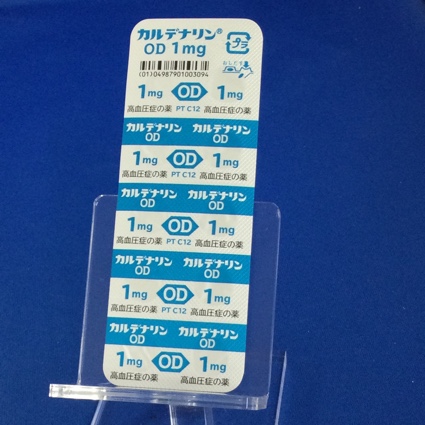 カルデナリン®
OD 1mg
プラ
(01)04987901003094
おしだす
1mg OD 1mg
高血圧症の薬 PT C12 高血圧症の薬
カルデナリン カルデナリン
OD OD
1mg OD 1mg
高血圧症の薬 PT C12 高血圧症の薬
カルデナリン カルデナリン
OD OD
1mg OD 1mg
高血圧症の薬 PT C12 高血圧症の薬
カルデナリン カルデナリン
OD OD
1mg OD 1mg
高血圧症の薬 PT C12 高血圧症の薬
カルデナリン カルデナリン
OD OD
1mg OD 1mg
高血圧症の薬 高血圧症の薬